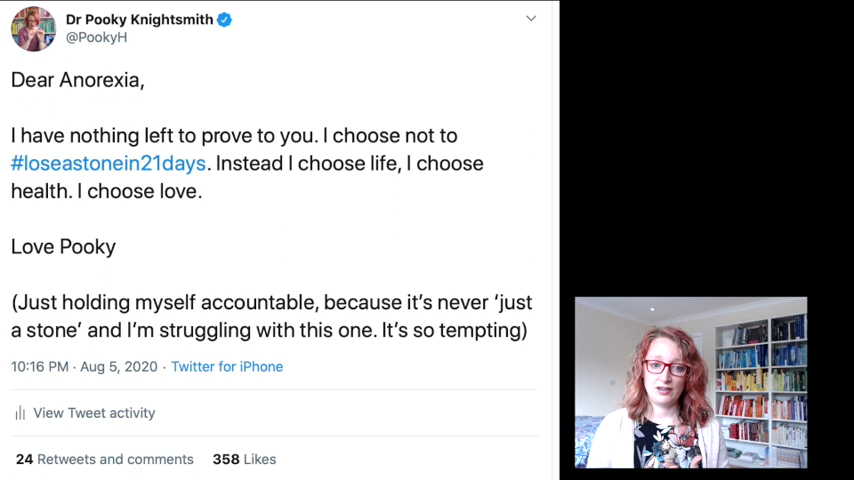 Dr Pooky Knightsmith
@PookyH
Dear Anorexia,
I have nothing left to prove to you. I choose not to
#loseastonein21days. Instead I choose life, I choose
health. I choose love.
Love Pooky
(Just holding myself accountable, because it's never ‘just
a stone’ and I'm struggling with this one. It's so tempting)
10:16 PM · Aug 5, 2020 · Twitter for iPhone
View Tweet activity
24 Retweets and comments 358 Likes